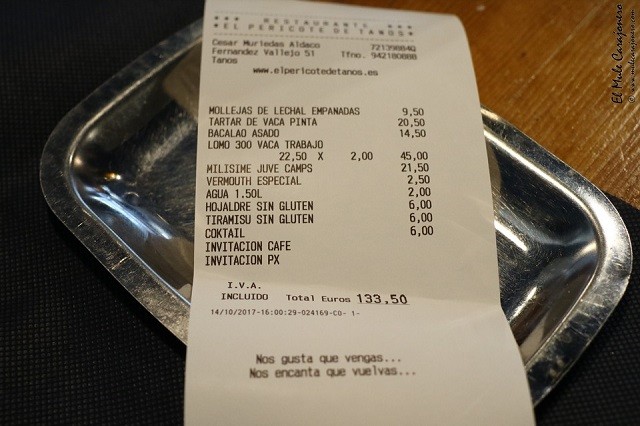 *** RESTAURANTE ***
*EL PERICOTE DE TANOS*
Cesar Muriedas Aldaco 72139884Q
Fernandez Vallejo 51 Tfno. 942180888
Tanos
www.elpericotedetanos.es
MOLLEJAS DE LECHAL EMPANADAS 9,50
TARTAR DE VACA PINTA 20,50
BACALAO ASADO 14,50
LOMO 300 VACA TRABAJO
22,50 X 2,00 45,00
MILISIME JUVE CAMPS 21,50
VERMOUTH ESPECIAL 2,50
AGUA 1.50L 2,00
HOJALDRE SIN GLUTEN 6,00
TIRAMISU SIN GLUTEN 6,00
COKTAIL 6,00
INVITACION CAFE
INVITACION PX
I.V.A.
INCLUIDO Total Euros 133,50
14/10/2017-16:00:29-024169-C0- 1-
Nos gusta que vengas...
Nos encanta que vuelvas...
El Mule Carajonero